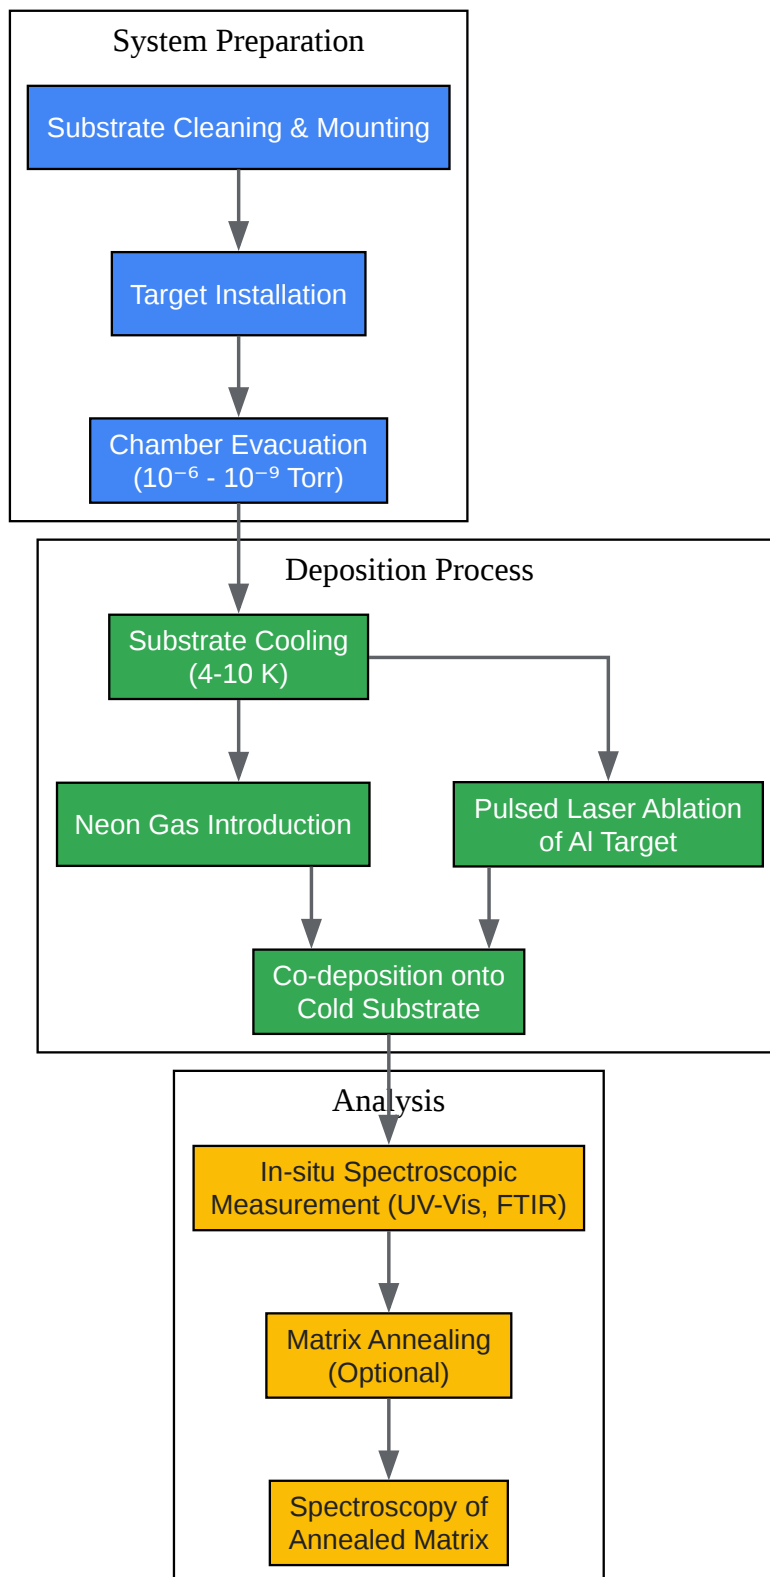 System Preparation
Substrate Cleaning & Mounting
Target Installation
Chamber Evacuation
(10⁻⁶ - 10⁻⁹ Torr)
Deposition Process
Substrate Cooling
(4-10 K)
Neon Gas Introduction
Pulsed Laser Ablation
of Al Target
Co-deposition onto
Cold Substrate
Analysis
In-situ Spectroscopic
Measurement (UV-Vis, FTIR)
Matrix Annealing
(Optional)
Spectroscopy of
Annealed Matrix